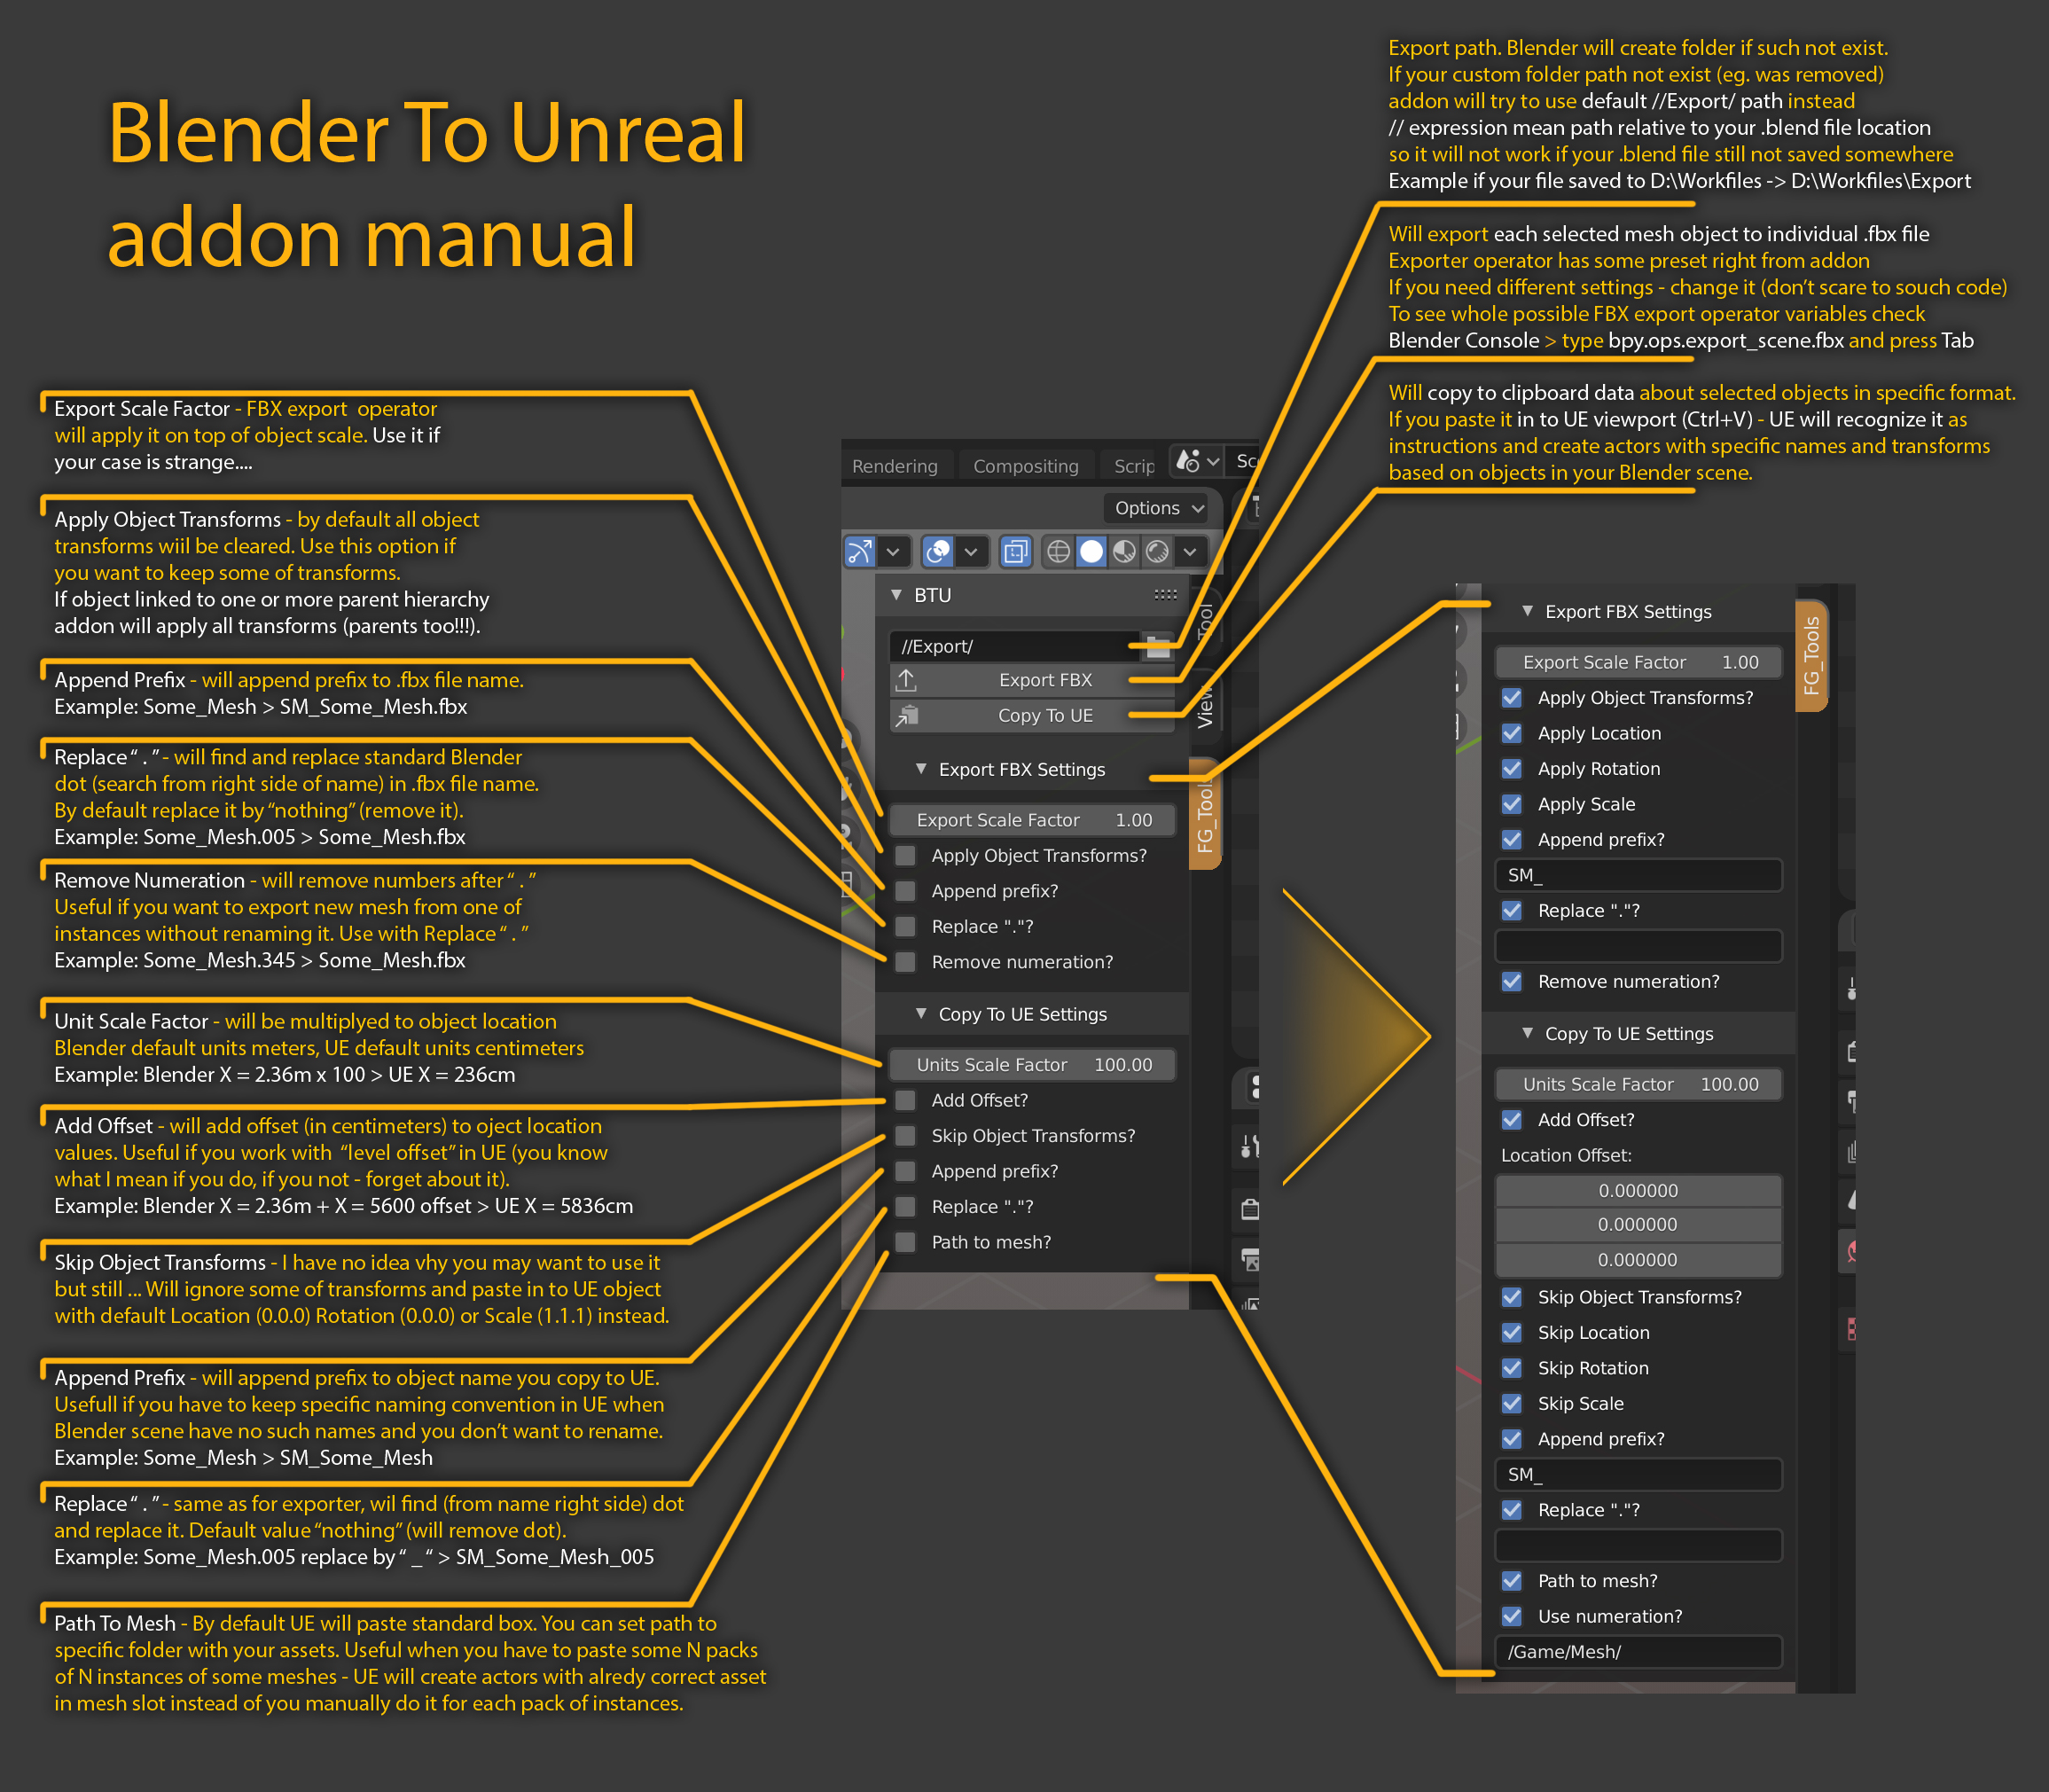 Blender To Unreal
addon manual
Export path. Blender will create folder if such not exist.
If your custom folder path not exist (eg. was removed)
addon will try to use default //Export/ path instead
// expression mean path relative to your .blend file location
so it will not work if your .blend file still not saved somewhere
Example if your file saved to D:\Workfiles -> D:\Workfiles\Export
Will export each selected mesh object to individual .fbx file
Exporter operator has some preset right from addon
If you need different settings - change it (don't scare to souch code)
To see whole possible FBX export operator variables check
Blender Console > type bpy.ops.export_scene.fbx and press Tab
Will copy to clipboard data about selected objects in specific format.
If you paste it in to UE viewport (Ctrl+V) - UE will recognize it as
instructions and create actors with specific names and transforms
based on objects in your Blender scene.
Export Scale Factor - FBX export operator
will apply it on top of object scale. Use it if
your case is strange....
Apply Object Transforms - by default all object
transforms wiil be cleared. Use this option if
you want to keep some of transforms.
If object linked to one or more parent hierarchy
addon will apply all transforms (parents too!!!).
Append Prefix - will append prefix to .fbx file name.
Example: Some_Mesh > SM_Some_Mesh.fbx
Replace " . " - will find and replace standard Blender
dot (search from right side of name) in .fbx file name.
By default replace it by "nothing" (remove it).
Example: Some_Mesh.005 > Some_Mesh.fbx
Remove Numeration - will remove numbers after " . "
Useful if you want to export new mesh from one of
instances without renaming it. Use with Replace " . "
Example: Some_Mesh.345 > Some_Mesh.fbx
Unit Scale Factor - will be multiplyed to object location
Blender default units meters, UE default units centimeters
Example: Blender X = 2.36m x 100 > UE X = 236cm
Add Offset - will add offset (in centimeters) to oject location
values. Useful if you work with "level offset" in UE (you know
what I mean if you do, if you not - forget about it).
Example: Blender X = 2.36m + X = 5600 offset > UE X = 5836cm
Skip Object Transforms - I have no idea vhy you may want to use it
but still ... Will ignore some of transforms and paste in to UE object
with default Location (0.0.0) Rotation (0.0.0) or Scale (1.1.1) instead.
Append Prefix - will append prefix to object name you copy to UE.
Usefull if you have to keep specific naming convention in UE when
Blender scene have no such names and you don't want to rename.
Example: Some_Mesh > SM_Some_Mesh
Replace " . " - same as for exporter, wil find (from name right side) dot
and replace it. Default value "nothing" (will remove dot).
Example: Some_Mesh.005 replace by " _ " > SM_Some_Mesh_005
Path To Mesh - By default UE will paste standard box. You can set path to
specific folder with your assets. Useful when you have to paste some N packs
of N instances of some meshes - UE will create actors with alredy correct asset
in mesh slot instead of you manually do it for each pack of instances.
Rendering Compositing Scrip Sc
Options
BTU
//Export/
Export FBX
Copy To UE
Export FBX Settings
Export Scale Factor 1.00
Apply Object Transforms?
Append prefix?
Replace "."?
Remove numeration?
Copy To UE Settings
Units Scale Factor 100.00
Add Offset?
Skip Object Transforms?
Append prefix?
Replace "."?
Path to mesh?
Tool
View
FG_Tools
Export FBX Settings
Export Scale Factor 1.00
Apply Object Transforms?
Apply Location
Apply Rotation
Apply Scale
Append prefix?
SM_
Replace "."?
Remove numeration?
Copy To UE Settings
Units Scale Factor 100.00
Add Offset?
Location Offset:
0.000000
0.000000
0.000000
Skip Object Transforms?
Skip Location
Skip Rotation
Skip Scale
Append prefix?
SM_
Replace "."?
Path to mesh?
Use numeration?
/Game/Mesh/
FG_Tools